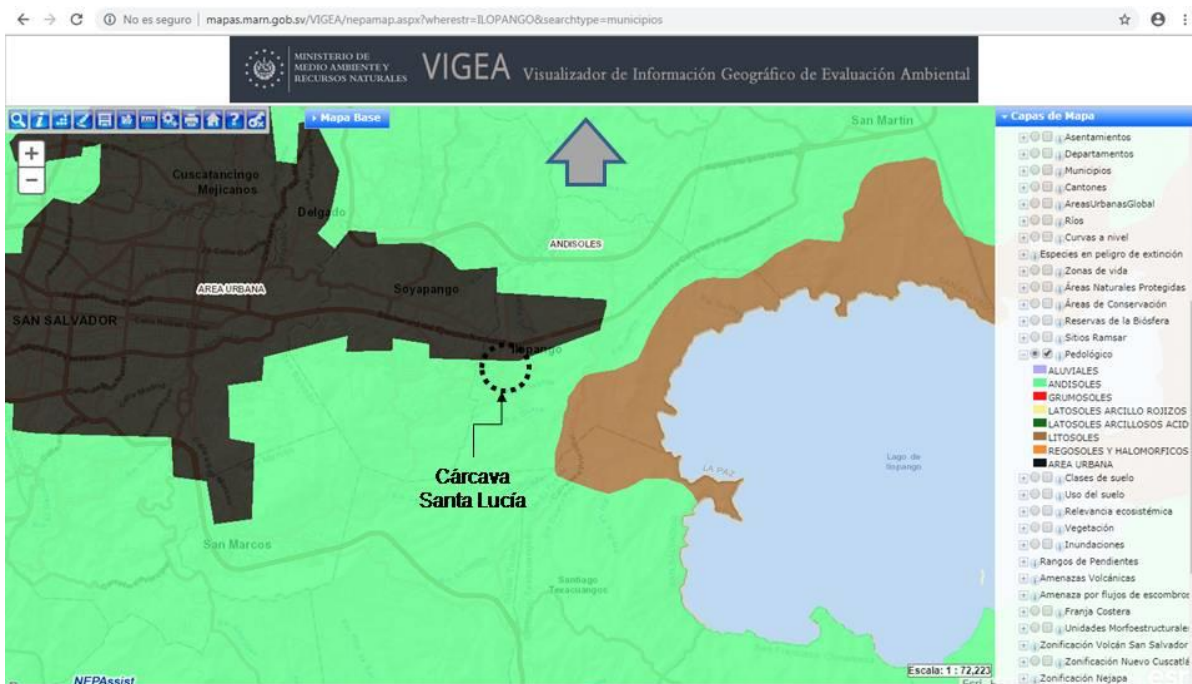 No es seguro | mapas.marn.gob.sv/VIGEA/nepamap.aspx?wherestr=ILOPANGO&searchtype=municipios
MINISTERIO DE
MEDIO AMBIENTE Y
RECURSOS NATURALES
VIGEA Visualizador de Información Geográfico de Evaluación Ambiental
Mapa Base
San Martín
Cuscatancingo
Mejicanos
Delgado
ANDISOLES
AREA URBANA
Soyapango
SAN SALVADOR
Ilopango
Cárcava
Santa Lucía
LA PAZ
Lago de
Ilopango
San Marcos
Santiago
Texacuangos
NEPAssist
Escala: 1 : 72,223
esri
Capas de Mapa
Asentamientos
Departamentos
Municipios
Cantones
AreasUrbanasGlobal
Ríos
Curvas a nivel
Especies en peligro de extinción
Zonas de vida
Áreas Naturales Protegidas
Áreas de Conservación
Reservas de la Biósfera
Sitios Ramsar
Pedológico
ALUVIALES
ANDISOLES
GRUMOSOLES
LATOSOLES ARCILLO ROJIZOS
LATOSOLES ARCILLOSOS ACID
LITOSOLES
REGOSOLES Y HALOMORFICOS
AREA URBANA
Clases de suelo
Uso del suelo
Relevancia ecosistémica
Vegetación
Inundaciones
Rangos de Pendientes
Amenazas Volcánicas
Amenaza por flujos de escombros
Franja Costera
Unidades Morfoestructurales
Zonificación Volcán San Salvador
Zonificación Nuevo Cuscatlá
Zonificación Nejapa